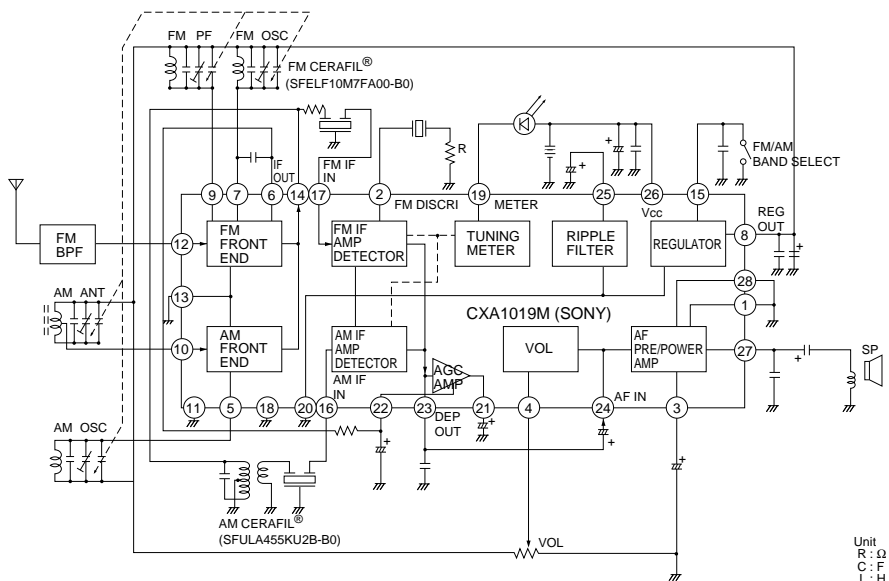 FM PF
FM OSC
FM CERAFIL®
(SFELF10M7FA00-B0)
R
FM/AM
BAND SELECT
IF
OUT
FM IF
IN
9
7
6
14
17
2
FM DISCRI
19
METER
25
26
Vcc
15
REG
OUT
8
FM
BPF
12
FM
FRONT
END
FM IF
AMP
DETECTOR
TUNING
METER
RIPPLE
FILTER
REGULATOR
13
28
1
AM ANT
CXA1019M (SONY)
10
AM
FRONT
END
AM IF
AMP
DETECTOR
VOL
AF
PRE/POWER
AMP
27
SP
AGC
AMP
AM IF
IN
11
5
18
20
16
22
23
DEP
OUT
21
4
24
AF IN
3
AM OSC
AM CERAFIL®
(SFULA455KU2B-B0)
VOL
Unit
R : Ω
C : F
L : H